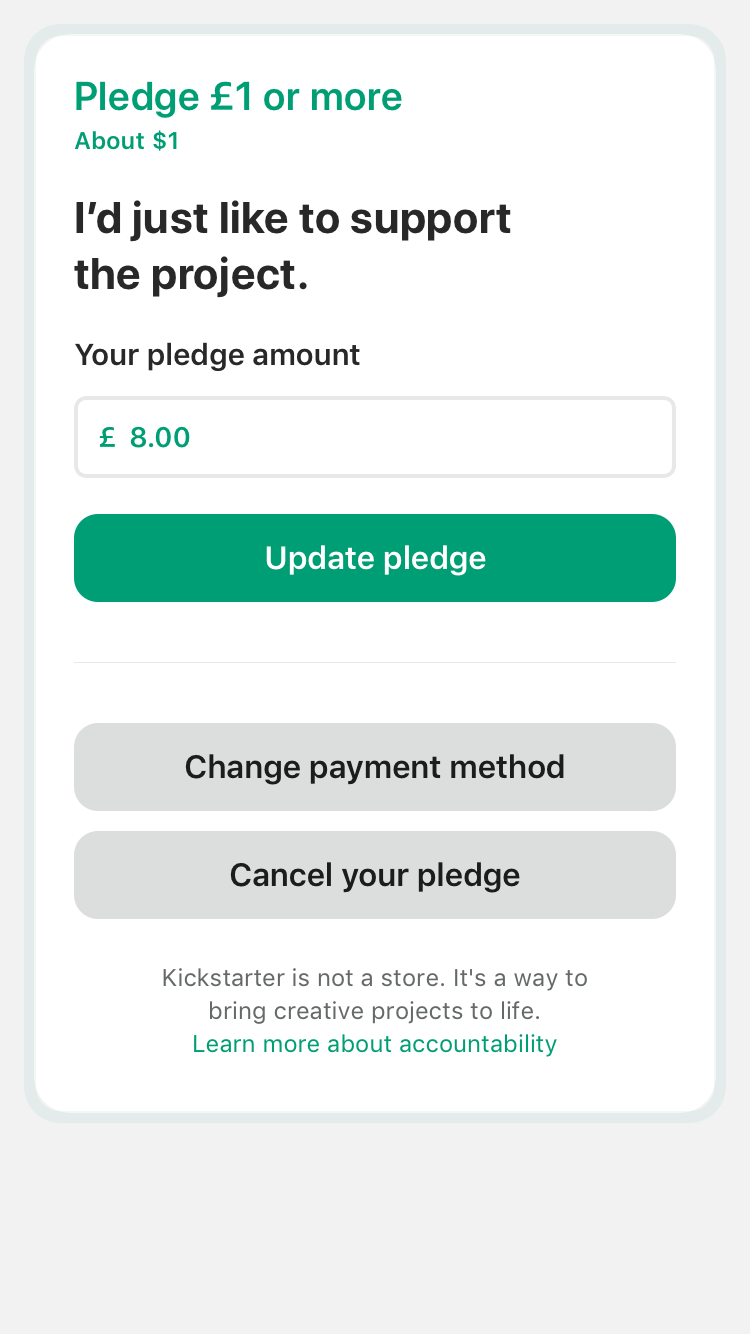 Pledge £1 or more
About $1
I’d just like to support
the project.
Your pledge amount
£ 8.00
Update pledge
Change payment method
Cancel your pledge
Kickstarter is not a store. It's a way to
bring creative projects to life.
Learn more about accountability